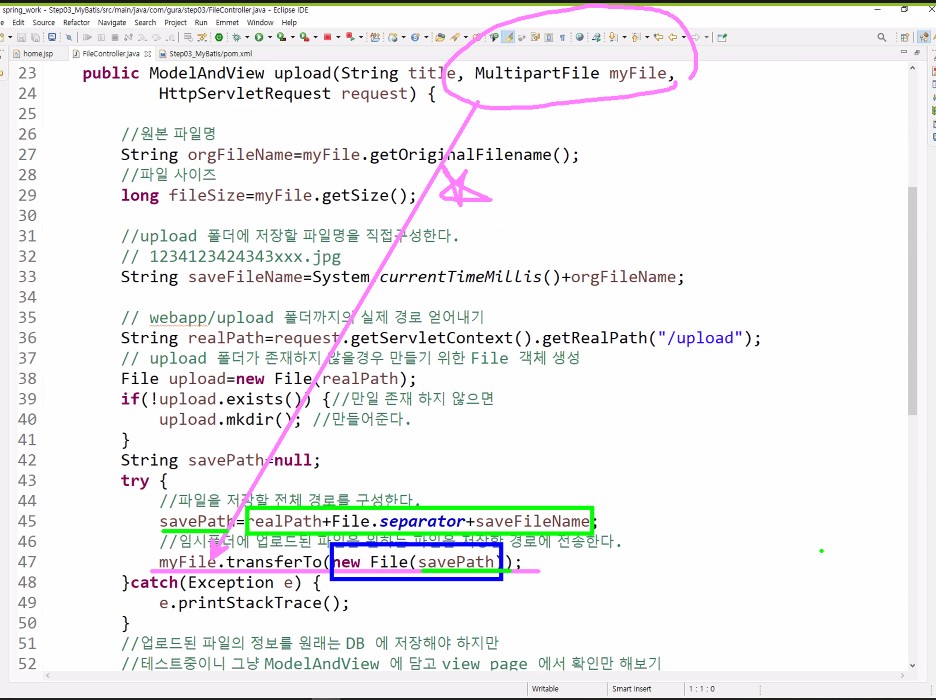 spring_work - Step03_MyBatis/src/main/java/com/gura/step03/FileController.java - Eclipse IDE
Edit Source Refactor Navigate Search Project Run Emmet Window Help
home.jsp FileController.java Step03_MyBatis/pom.xml
23 public ModelAndView upload(String title, MultipartFile myFile,
24 HttpServletRequest request) {
25
26 //원본 파일명
27 String orgFileName=myFile.getOriginalFilename();
28 //파일 사이즈
29 long fileSize=myFile.getSize();
30
31 //upload 폴더에 저장할 파일명을 직접구성한다.
32 // 1234123424343xxx.jpg
33 String saveFileName=System.currentTimeMillis()+orgFileName;
34
35 // webapp/upload 폴더까지의 실제 경로 얻어내기
36 String realPath=request.getServletContext().getRealPath("/upload");
37 // upload 폴더가 존재하지 않을경우 만들기 위한 File 객체 생성
38 File upload=new File(realPath);
39 if(!upload.exists()) {//만일 존재 하지 않으면
40 upload.mkdir(); //만들어준다.
41 }
42 String savePath=null;
43 try {
44 //파일을 저장할 전체 경로를 구성한다.
45 savePath=realPath+File.separator+saveFileName;
46 //임시폴더에 업로드된 파일을 원하는 파일을 저장할 경로에 전송한다.
47 myFile.transferTo(new File(savePath));
48 }catch(Exception e) {
49 e.printStackTrace();
50 }
51 //업로드된 파일의 정보를 원래는 DB 에 저장해야 하지만
52 //테스트중이니 그냥 ModelAndView 에 담고 view page 에서 확인만 해보기
Writable Smart Insert 1 : 1 : 0